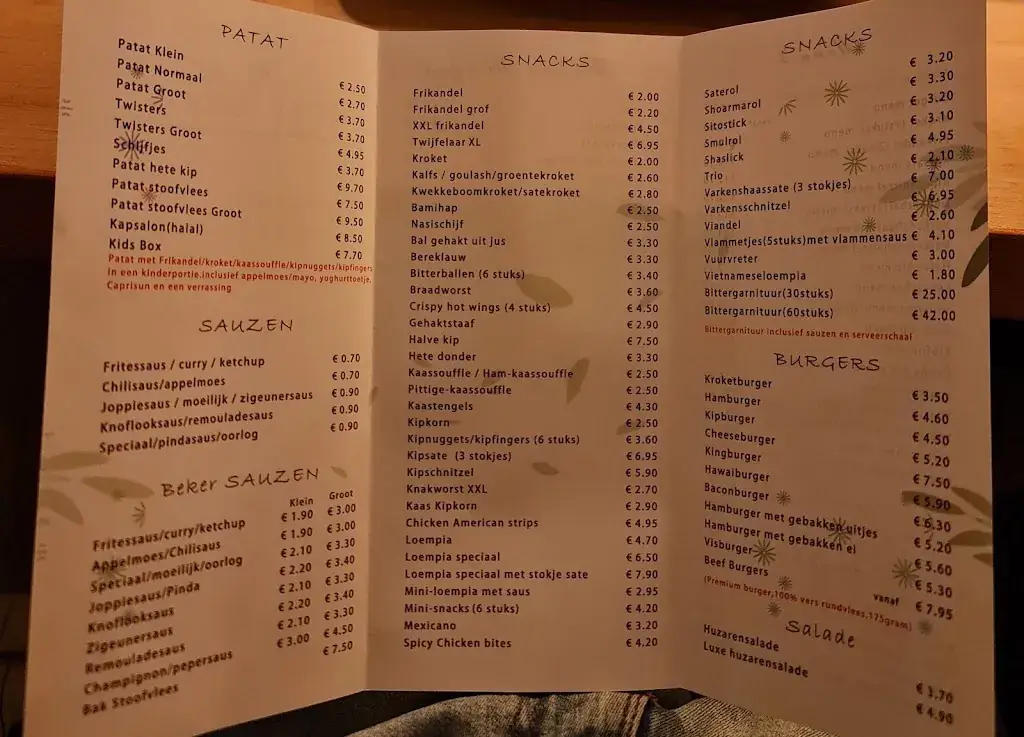 PATAT
Patat Klein € 2.50
Patat Normaal € 2.70
Patat Groot € 3.70
Twisters € 3.70
Twisters Groot € 4.95
Schijfjes € 3.70
Patat hete kip € 9.70
Patat stoofvlees € 7.50
Patat stoofvlees Groot € 9.50
Kapsalon(halal) € 8.50
Kids Box € 7.70
Patat met Frikandel/kroket/kaassouffle/kipnuggets/kipfingers
in een kinderportie.inclusief appelmoes/mayo, yoghurttoetje,
Caprisun en een verrassing
SAUZEN
Fritessaus / curry / ketchup € 0.70
Chilisaus/appelmoes € 0.70
Joppiesaus / moeilijk / zigeunersaus € 0.90
Knoflooksaus/remouladesaus € 0.90
Speciaal/pindasaus/oorlog € 0.90
Beker SAUZEN
Klein Groot
Fritessaus/curry/ketchup € 1.90 € 3.00
Appelmoes/Chilisaus € 1.90 € 3.00
Speciaal/moeilijk/oorlog € 2.10 € 3.30
Joppiesaus/Pinda € 2.20 € 3.40
Knoflooksaus € 2.10 € 3.30
Zigeunersaus € 2.20 € 3.40
Remouladesaus € 2.10 € 3.30
Champignon/pepersaus € 3.00 € 4.50
Bak Stoofvlees € 7.50
SNACKS
Frikandel € 2.00
Frikandel grof € 2.20
XXL frikandel € 4.50
Twijfelaar XL € 6.95
Kroket € 2.00
Kalfs / goulash/groentekroket € 2.60
Kwekkeboomkroket/satekroket € 2.80
Bamihap € 2.50
Nasischijf € 2.50
Bal gehakt uit jus € 3.30
Bereklauw € 3.30
Bitterballen (6 stuks) € 3.40
Braadworst € 3.60
Crispy hot wings (4 stuks) € 4.50
Gehaktstaaf € 2.90
Halve kip € 7.50
Hete donder € 3.30
Kaassouffle / Ham-kaassouffle € 2.50
Pittige-kaassouffle € 2.50
Kaastengels € 4.30
Kipkorn € 2.50
Kipnuggets/kipfingers (6 stuks) € 3.60
Kipsate (3 stokjes) € 6.95
Kipschnitzel € 5.90
Knakworst XXL € 2.70
Kaas Kipkorn € 2.90
Chicken American strips € 4.95
Loempia € 4.70
Loempia speciaal € 6.50
Loempia speciaal met stokje sate € 7.90
Mini-loempia met saus € 2.95
Mini-snacks (6 stuks) € 4.20
Mexicano € 3.20
Spicy Chicken bites € 4.20
SNACKS
Saterol € 3.20
Shoarmarol € 3.30
Sitostick € 3.20
Smulrol € 3.10
Shaslick € 4.95
Trio € 2.10
Varkenshaassate (3 stokjes) € 7.00
Varkensschnitzel € 6.95
Viandel € 2.60
Vlammetjes(5stuks)met vlammensaus € 4.10
Vuurvreter € 3.00
Vietnameseloempia € 1.80
Bittergarnituur(30stuks) € 25.00
Bittergarnituur(60stuks) € 42.00
Bittergarnituur inclusief sauzen en serveerschaal
BURGERS
Kroketburger € 3.50
Hamburger € 4.60
Kipburger € 4.50
Cheeseburger € 5.20
Kingburger € 7.50
Hawaiburger € 5.90
Baconburger € 6.30
Hamburger met gebakken uitjes € 5.20
Hamburger met gebakken ei € 5.60
Visburger € 5.30
Beef Burgers vanaf € 7.95
(Premium burger,100% vers rundvlees,175gram)
Salade
Huzarensalade € 3.70
Luxe huzarensalade € 4.90